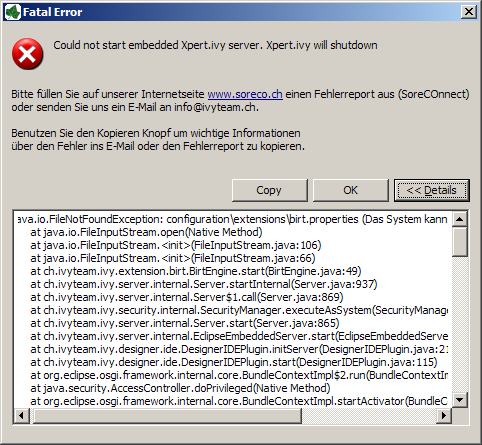 Fatal Error
Could not start embedded Xpert.ivy server. Xpert.ivy will shutdown
Bitte füllen Sie auf unserer Internetseite www.soreco.ch einen Fehlerreport aus (SoreCOnnect)
oder senden Sie uns ein E-Mail an info@ivyteam.ch.
Benutzen Sie den Kopieren Knopf um wichtige Informationen
über den Fehler ins E-Mail oder den Fehlerreport zu kopieren.
Copy OK << Details
ava.io.FileNotFoundException: configuration\extensions\birt.properties (Das System kann
at java.io.FileInputStream.open(Native Method)
at java.io.FileInputStream.<init>(FileInputStream.java:106)
at java.io.FileInputStream.<init>(FileInputStream.java:66)
at ch.ivyteam.ivy.extension.birt.BirtEngine.start(BirtEngine.java:49)
at ch.ivyteam.ivy.server.internal.Server.startInternal(Server.java:937)
at ch.ivyteam.ivy.server.internal.Server$1.call(Server.java:869)
at ch.ivyteam.ivy.security.internal.SecurityManager.executeAsSystem(SecurityManage
at ch.ivyteam.ivy.server.internal.Server.start(Server.java:865)
at ch.ivyteam.ivy.server.internal.EclipseEmbeddedServer.start(EclipseEmbeddedServe
at ch.ivyteam.ivy.designer.ide.DesignerIDEPlugin.initServer(DesignerIDEPlugin.java:21
at ch.ivyteam.ivy.designer.ide.DesignerIDEPlugin.start(DesignerIDEPlugin.java:115)
at org.eclipse.osgi.framework.internal.core.BundleContextImpl$2.run(BundleContextIm
at java.security.AccessController.doPrivileged(Native Method)
at org.eclipse.osgi.framework.internal.core.BundleContextImpl.startActivator(BundleC